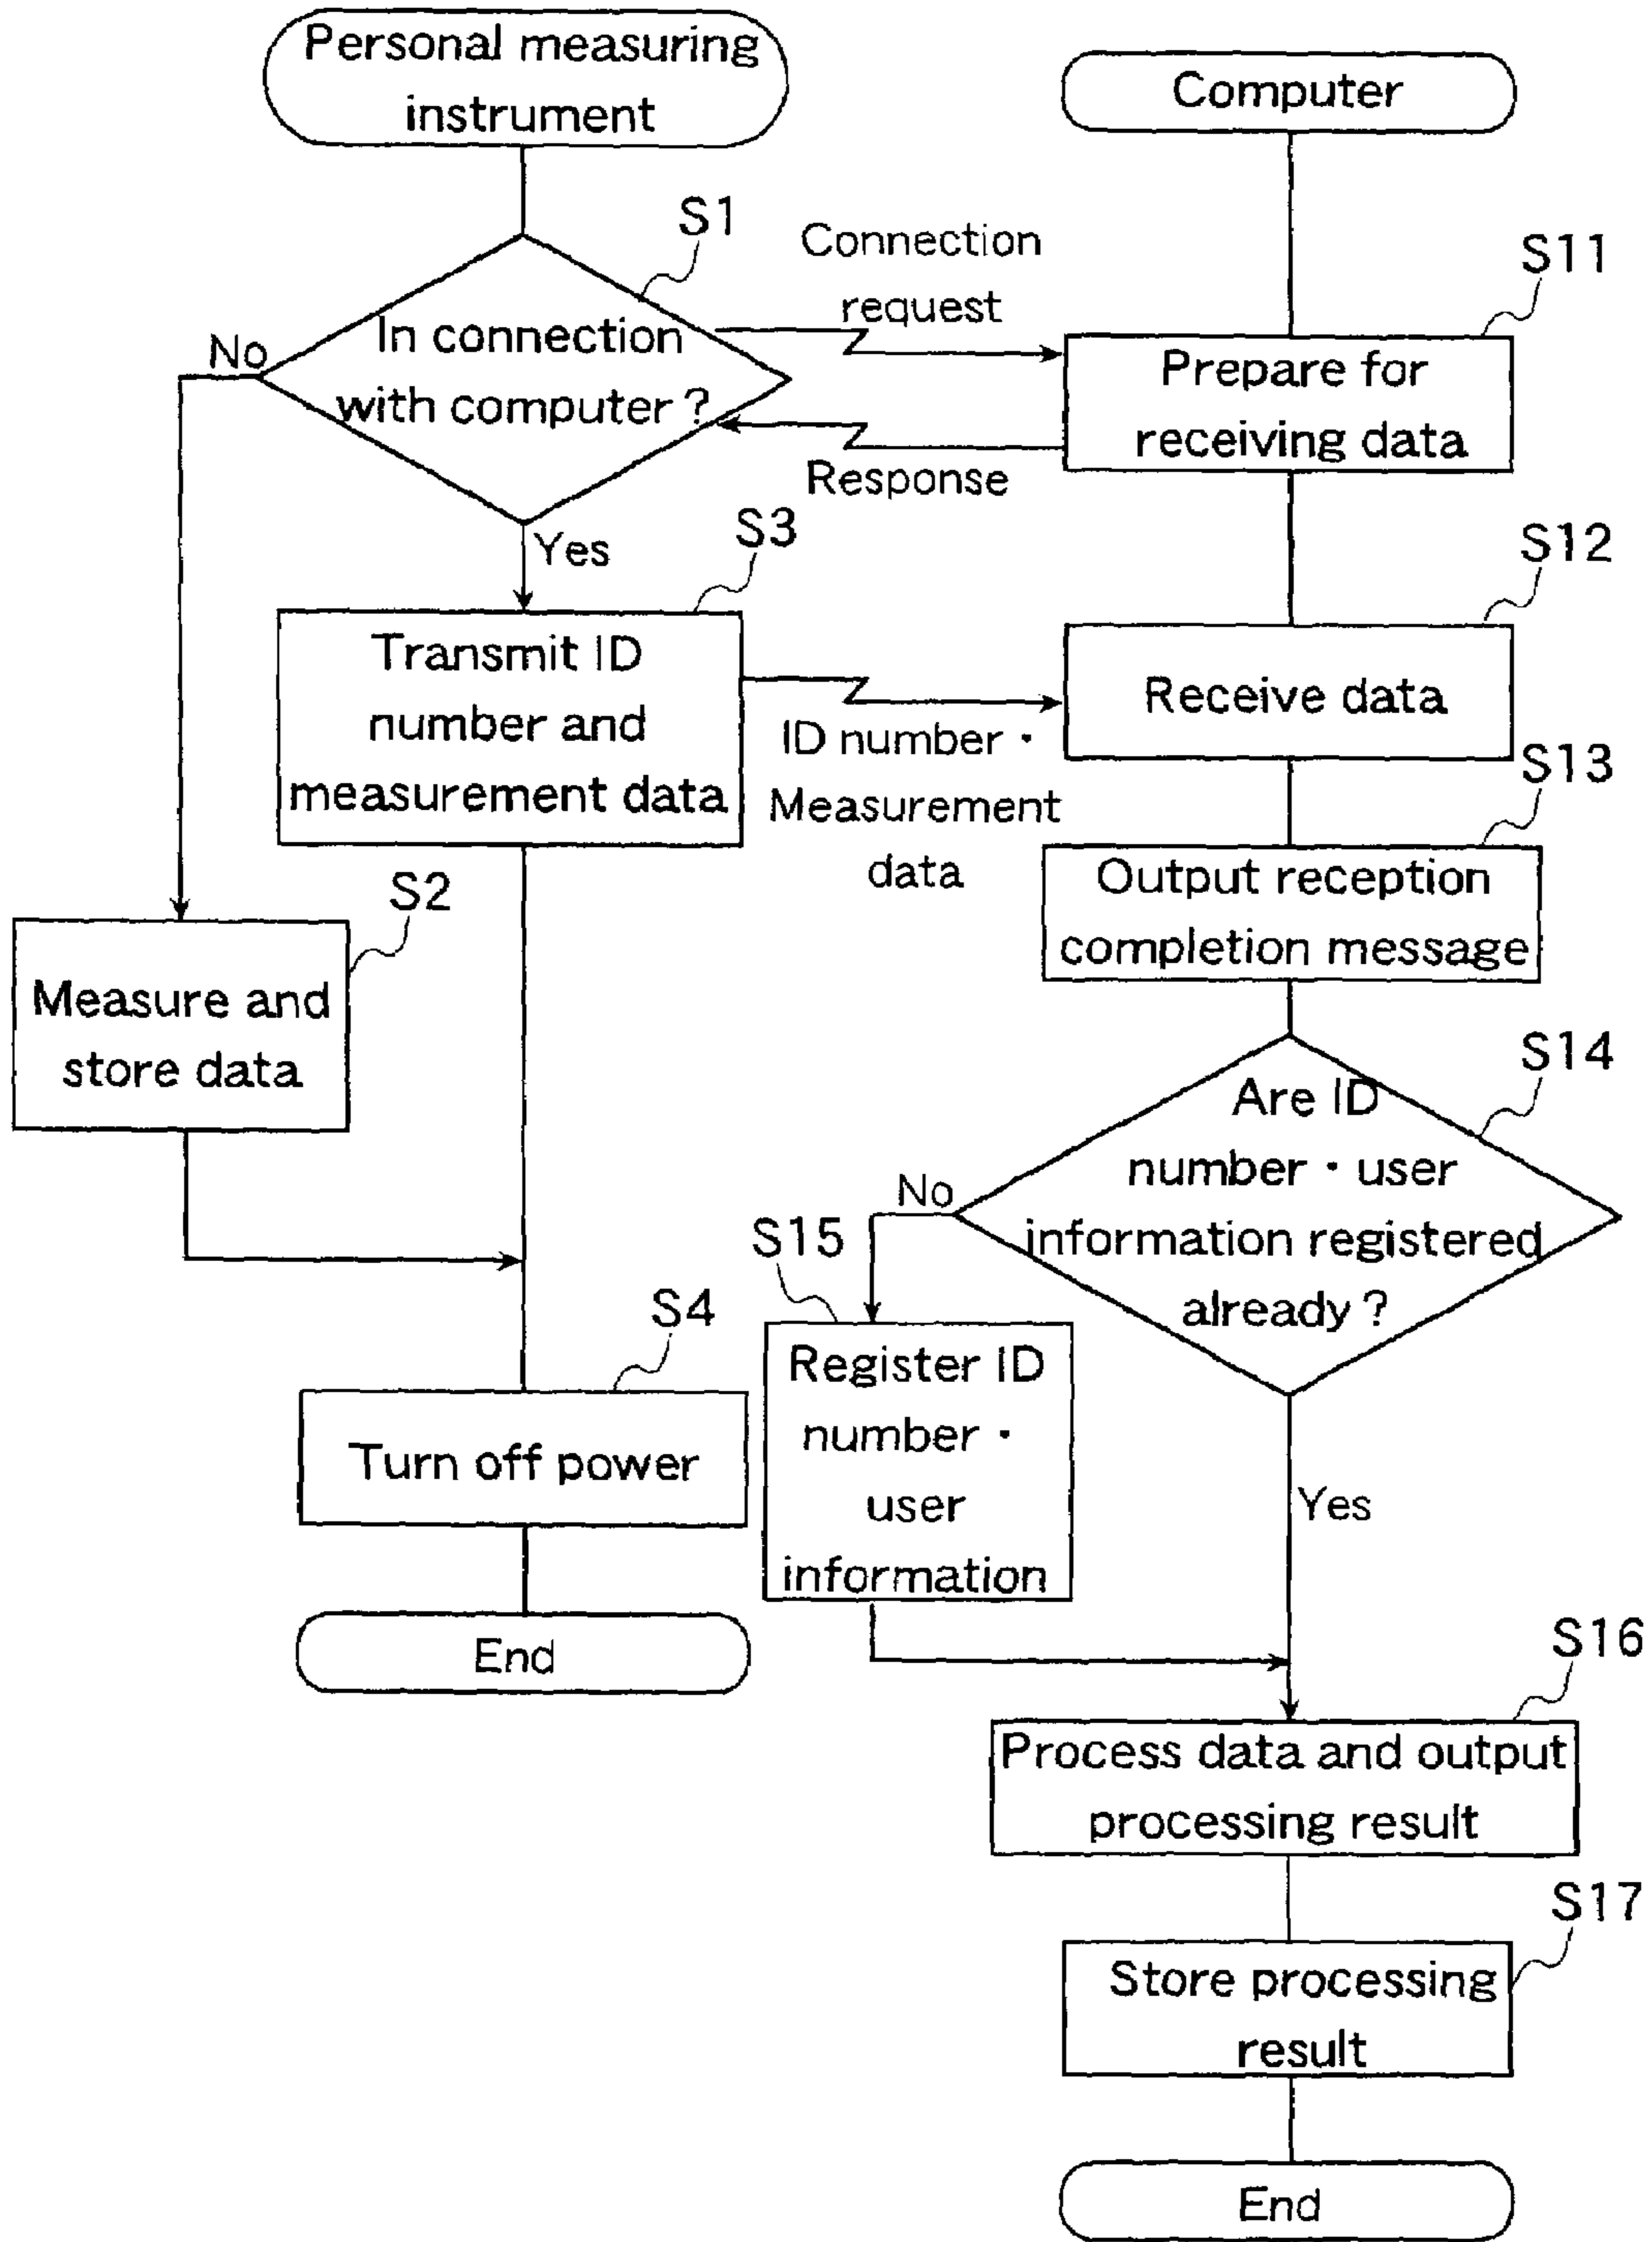 Personal measuring
instrument
Computer
S1
Connection
request
S11
In connection
with computer?
No
Prepare for
receiving data
Response
Yes
S3
S12
Transmit ID
number and
measurement data
Receive data
ID number・
Measurement
data
S13
Output reception
completion message
S2
Measure and
store data
S14
Are ID
number・user
information registered
already?
No
S15
Register ID
number・
user
information
S4
Turn off power
Yes
End
S16
Process data and output
processing result
S17
Store processing
result
End